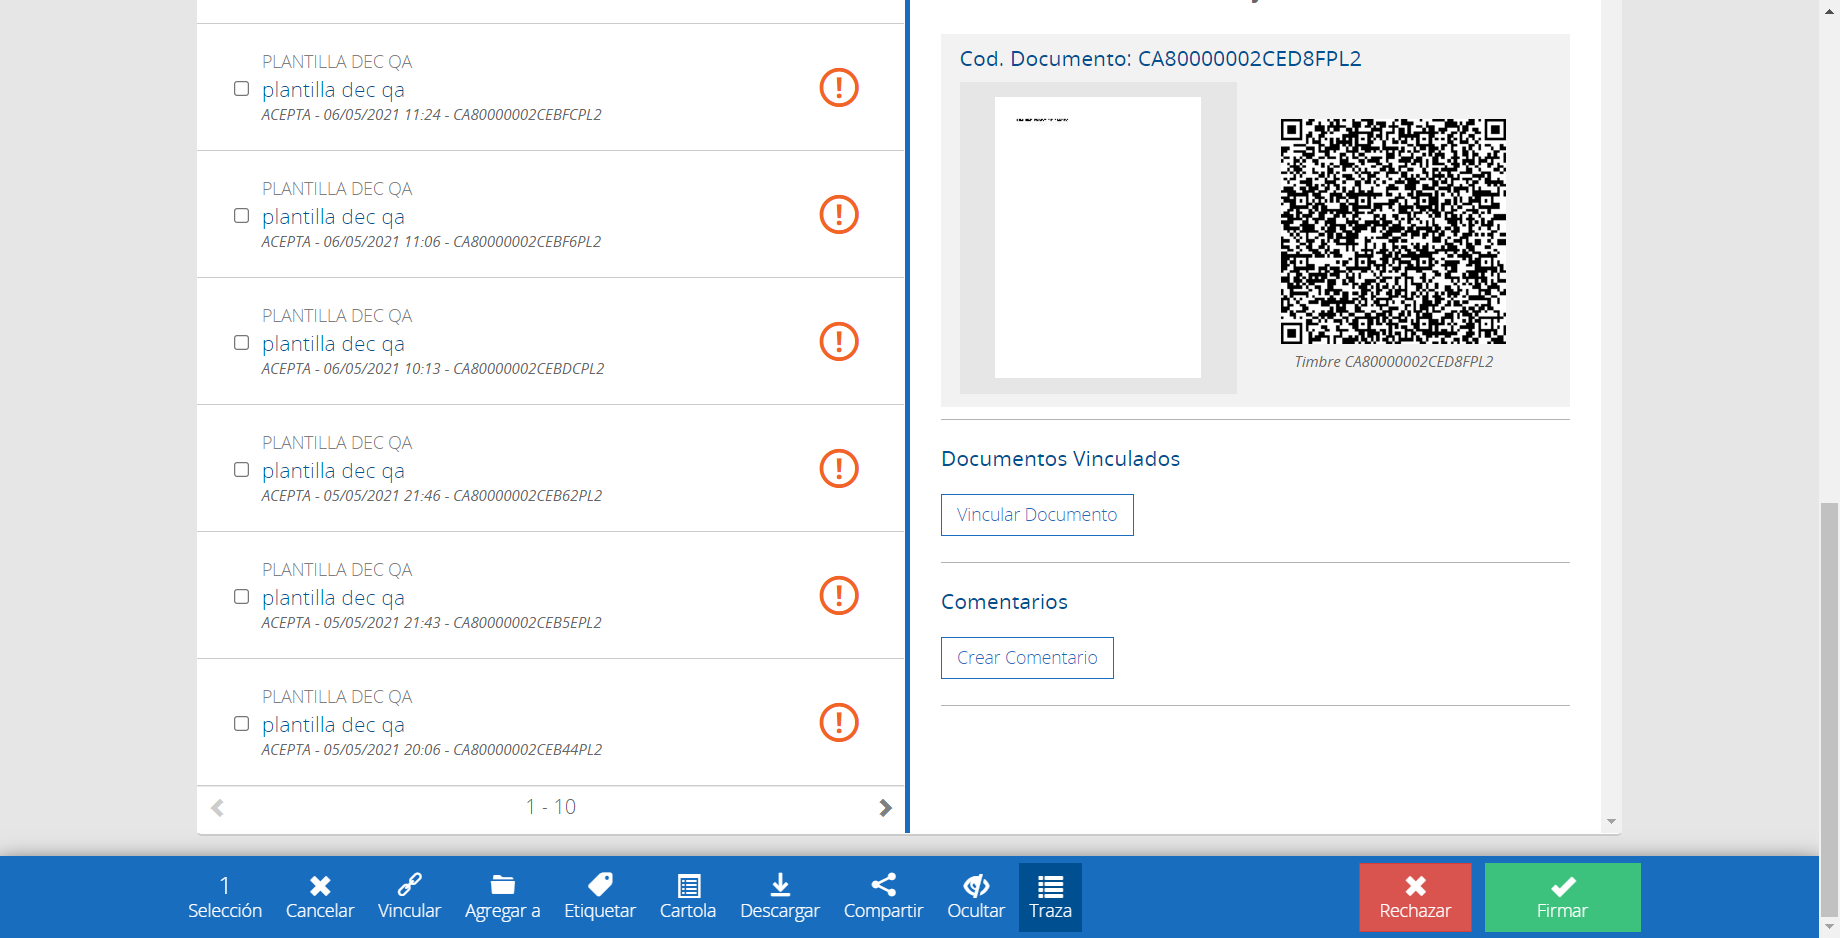 PLANTILLA DEC QA
plantilla dec qa
ACEPTA - 06/05/2021 11:24 - CA80000002CEBFCPL2
PLANTILLA DEC QA
plantilla dec qa
ACEPTA - 06/05/2021 11:06 - CA80000002CEBF6PL2
PLANTILLA DEC QA
plantilla dec qa
ACEPTA - 06/05/2021 10:13 - CA80000002CEBDCPL2
PLANTILLA DEC QA
plantilla dec qa
ACEPTA - 05/05/2021 21:46 - CA80000002CEB62PL2
PLANTILLA DEC QA
plantilla dec qa
ACEPTA - 05/05/2021 21:43 - CA80000002CEB5EPL2
PLANTILLA DEC QA
plantilla dec qa
ACEPTA - 05/05/2021 20:06 - CA80000002CEB44PL2
1 - 10
Cod. Documento: CA80000002CED8FPL2
Timbre CA80000002CED8FPL2
Documentos Vinculados
Vincular Documento
Comentarios
Crear Comentario
1
Selección
Cancelar
Vincular
Agregar a
Etiquetar
Cartola
Descargar
Compartir
Ocultar
Traza
Rechazar
Firmar